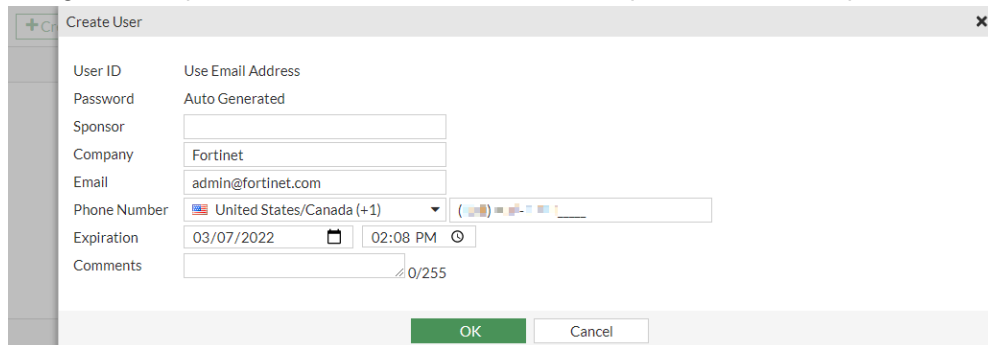 +Cr Create User ×
User ID Use Email Address
Password Auto Generated
Sponsor
Company Fortinet
Email admin@fortinet.com
Phone Number United States/Canada (+1)
Expiration 03/07/2022 02:08 PM
Comments 0/255
OK Cancel